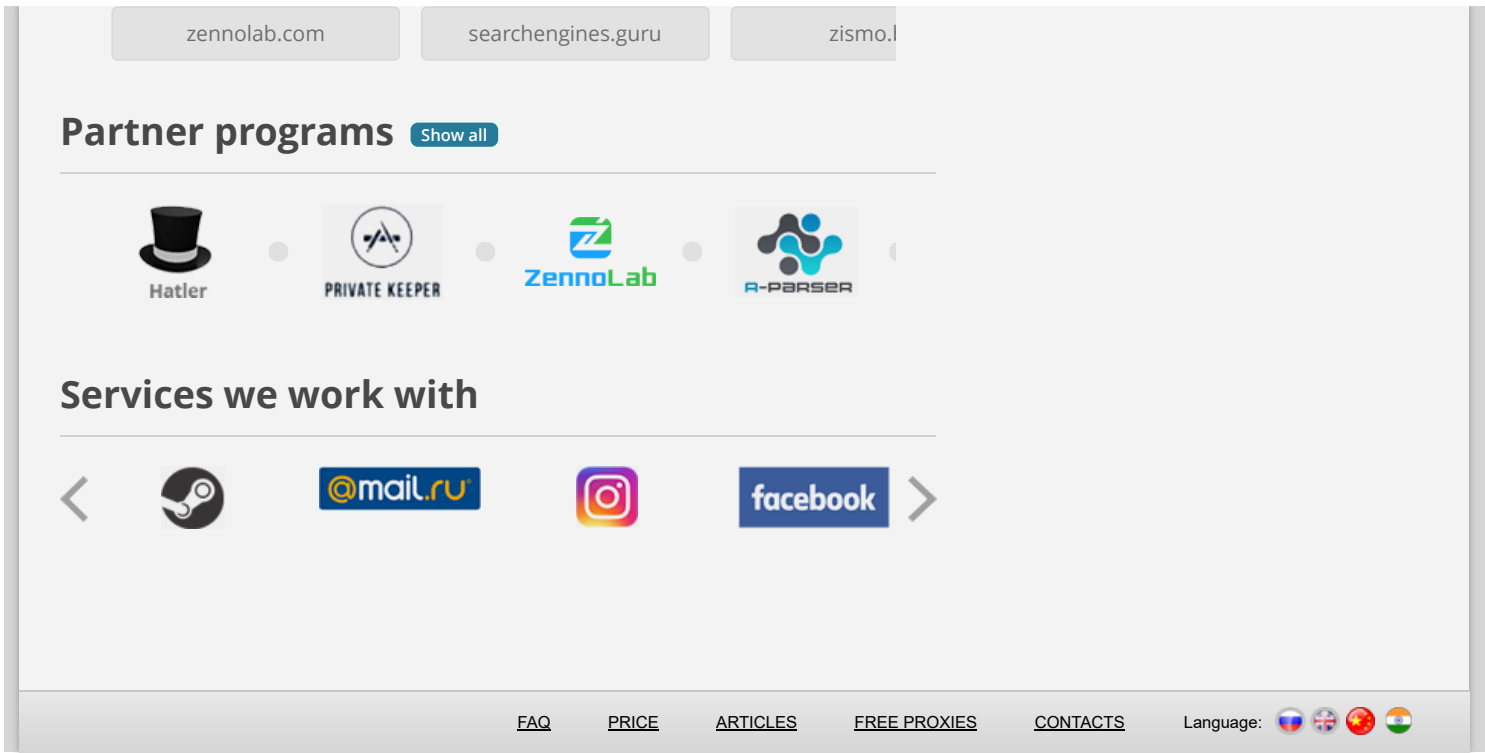 zennolab.com
searchengines.guru
zismo.
Partner programs
Show all
Hatler
PRIVATE KEEPER
ZennoLab
A-PARSER
Services we work with
@mail.ru
facebook
FAQ
PRICE
ARTICLES
FREE PROXIES
CONTACTS
Language: